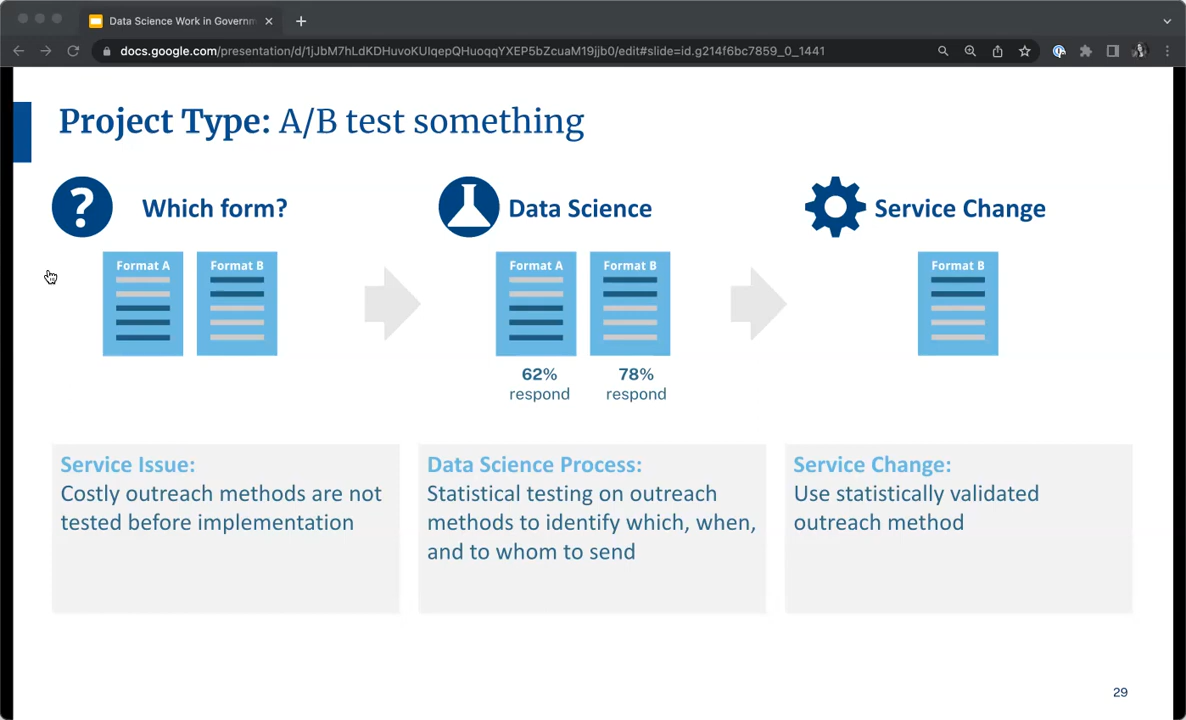 Data Science Work in Governm
docs.google.com/presentation/d/1jJbM7hLdKDHuvoKUIqepQHuoqqYXEP5bZcuaM19jjb0/edit#slide=id.g214f6bc7859_0_1441
Project Type: A/B test something
?
Which form?
Data Science
Service Change
Format A
Format B
Format A
Format B
Format B
62%
respond
78%
respond
Service Issue:
Costly outreach methods are not
tested before implementation
Data Science Process:
Statistical testing on outreach
methods to identify which, when,
and to whom to send
Service Change:
Use statistically validated
outreach method
29